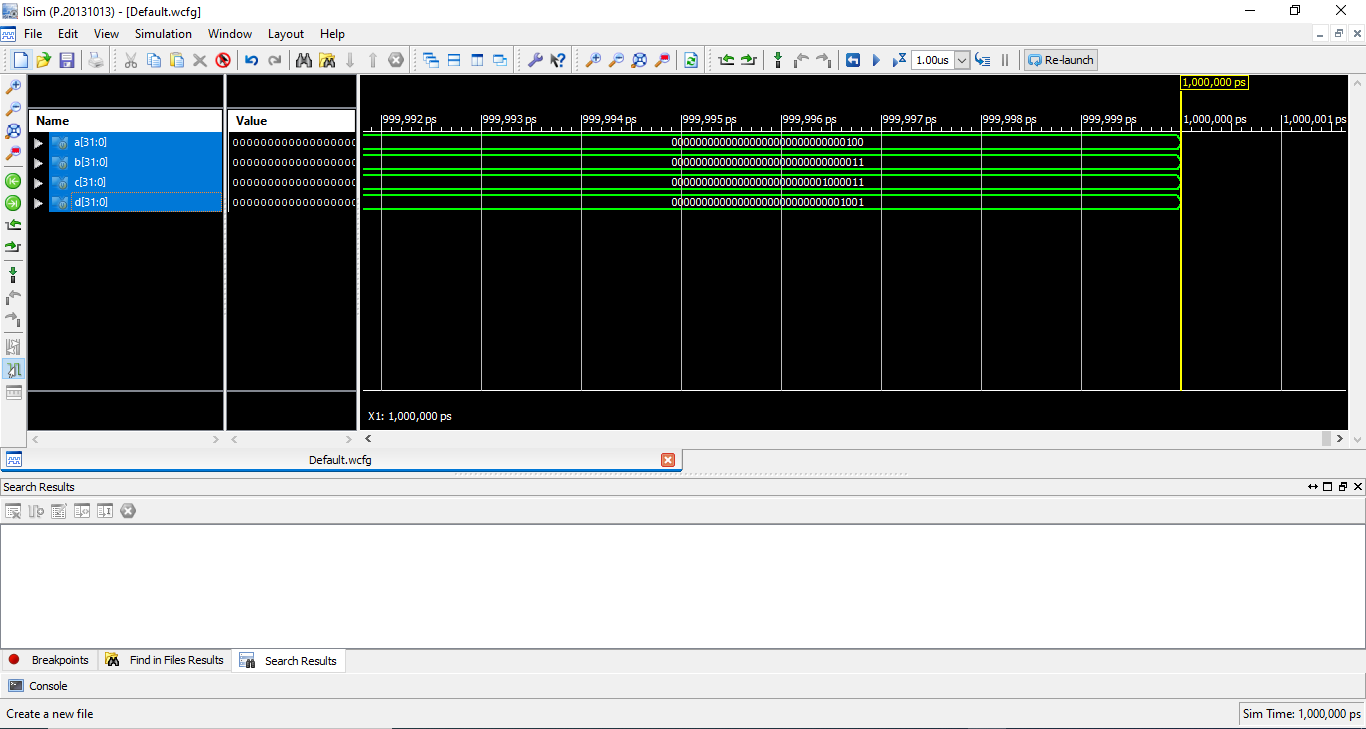 ISim (P.20131013) - [Default.wcfg]
File Edit View Simulation Window Layout Help
1.00us Re-launch
1,000,000 ps
Name Value 999,992 ps 999,993 ps 999,994 ps 999,995 ps 999,996 ps 999,997 ps 999,998 ps 999,999 ps 1,000,000 ps 1,000,001 ps
a[31:0] 00000000000000000000 00000000000000000000000000000100
b[31:0] 00000000000000000000 00000000000000000000000000000011
c[31:0] 00000000000000000000 00000000000000000000000001000011
d[31:0] 00000000000000000000 00000000000000000000000000001001
X1: 1,000,000 ps
Default.wcfg
Search Results
Breakpoints Find in Files Results Search Results
Console
Create a new file Sim Time: 1,000,000 ps